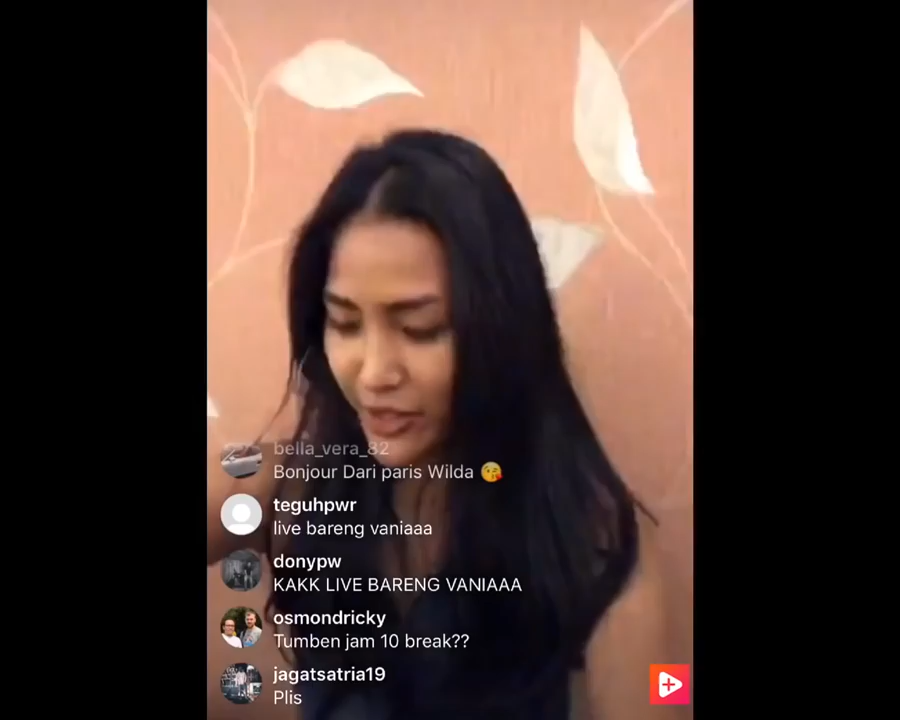 bella_vera_82
Bonjour Dari paris Wilda 😘
teguhpwr
live bareng vaniaaa
donypw
KAKK LIVE BARENG VANIAAA
osmondricky
Tumben jam 10 break??
jagatsatria19
Plis